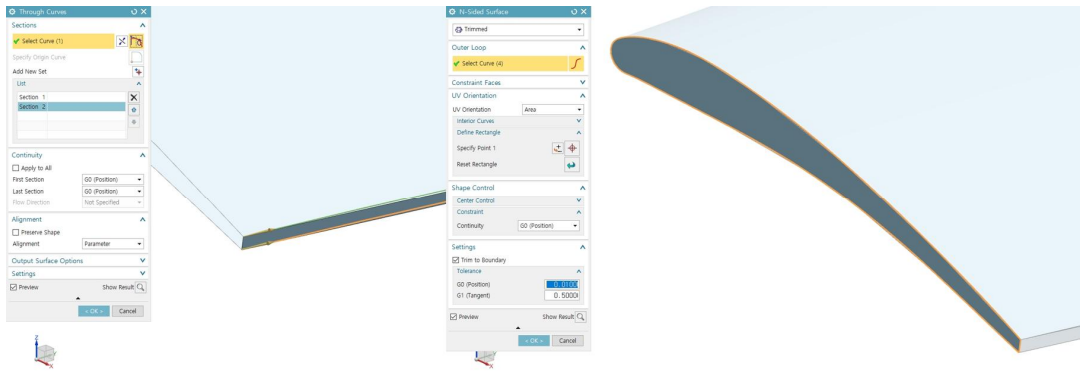 Through Curves
Sections
Select Curve (1)
Specify Origin Curve
Add New Set
List
Section 1
Section 2
Continuity
Apply to All
First Section G0 (Position)
Last Section G0 (Position)
Flow Direction Not Specified
Alignment
Preserve Shape
Alignment Parameter
Output Surface Options
Settings
Preview Show Result
< OK > Cancel
Z
Y
X
N-Sided Surface
Trimmed
Outer Loop
Select Curve (4)
Constraint Faces
UV Orientation
UV Orientation Area
Interior Curves
Define Rectangle
Specify Point 1
Reset Rectangle
Shape Control
Center Control
Constraint
Continuity G0 (Position)
Settings
Trim to Boundary
Tolerance
G0 (Position) 0.0100
G1 (Tangent) 0.5000
Preview Show Result
< OK > Cancel
X